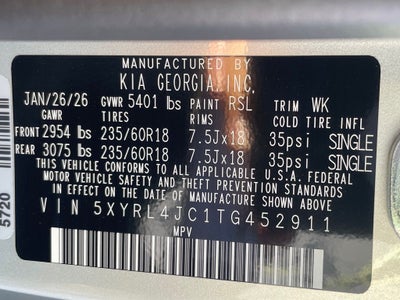 MANUFACTURED BY
KIA GEORGIA, INC.
JAN/26/26 GVWR 5401 lbs PAINT RSL TRIM WK
GAWR TIRES RIMS COLD TIRE INFL
FRONT 2954 lbs 235/60R18 7.5Jx18 35psi SINGLE
REAR 3075 lbs 235/60R18 7.5Jx18 35psi SINGLE
THIS VEHICLE CONFORMS TO ALL APPLICABLE U.S.A. FEDERAL
MOTOR VEHICLE SAFETY STANDARDS IN EFFECT ON
THE DATE OF MANUFACTURE SHOWN ABOVE.
VIN 5XYRL4JC1TG452911
MPV
5720